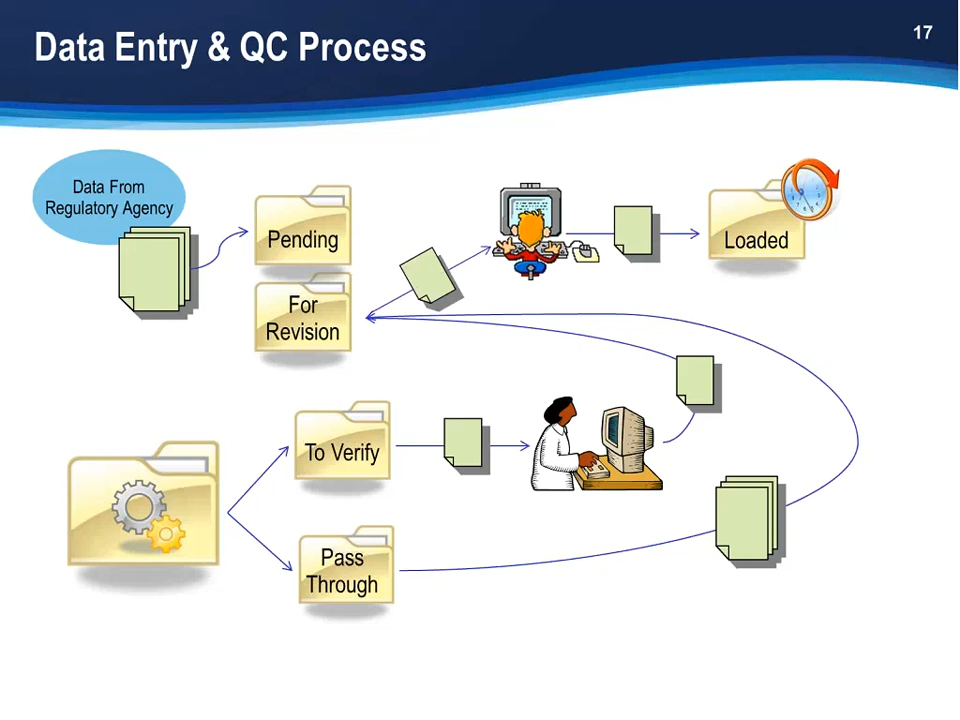 Data Entry & QC Process
17
Data From
Regulatory Agency
Pending
Loaded
For
Revision
To Verify
Pass
Through